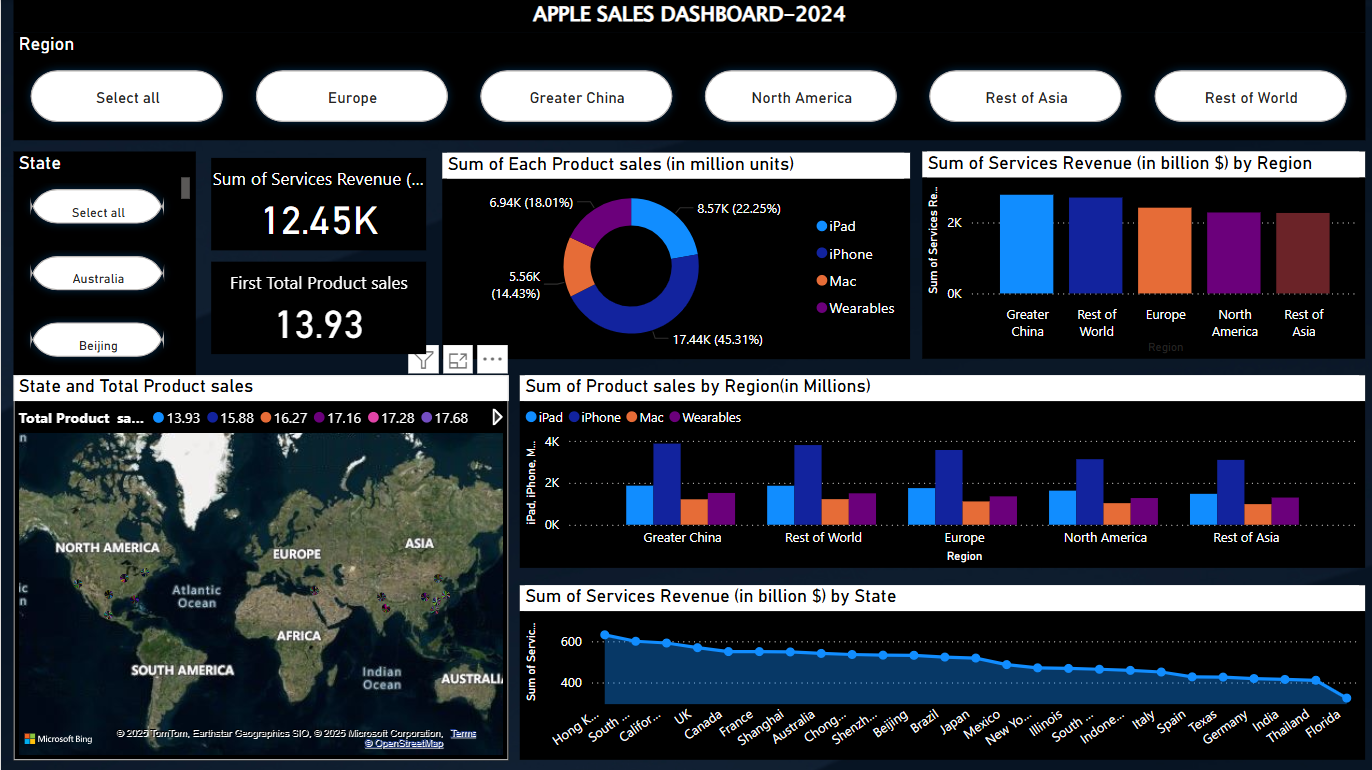 APPLE SALES DASHBOARD-2024
Region
Select all
Europe
Greater China
North America
Rest of Asia
Rest of World
State
Select all
Australia
Beijing
Sum of Services Revenue (...
12.45K
First Total Product sales
13.93
Sum of Each Product sales (in million units)
6.94K (18.01%)
8.57K (22.25%)
5.56K
(14.43%)
17.44K (45.31%)
iPad
iPhone
Mac
Wearables
Sum of Services Revenue (in billion $) by Region
Sum of Services Re...
2K
0K
Greater
China
Rest of
World
Europe
North
America
Rest of
Asia
Region
State and Total Product sales
Total Product sa...
13.93
15.88
16.27
17.16
17.28
17.68
NORTH AMERICA
EUROPE
ASIA
Atlantic
Ocean
AFRICA
SOUTH AMERICA
Indian
Ocean
AUSTRALI
Microsoft Bing
© 2025 TomTom, Earthstar Geographics SIO, © 2025 Microsoft Corporation, Terms
© OpenStreetMap
Sum of Product sales by Region(in Millions)
iPad
iPhone
Mac
Wearables
iPad, iPhone, M...
4K
2K
0K
Greater China
Rest of World
Europe
North America
Rest of Asia
Region
Sum of Services Revenue (in billion $) by State
Sum of Servic...
600
400
Hong K...
South ...
Califor...
UK
Canada
France
Shanghai
Australia
Chong...
Shenzh...
Beijing
Brazil
Japan
Mexico
New Yo...
Illinois
South ...
Indone...
Italy
Spain
Texas
Germany
India
Thailand
Florida